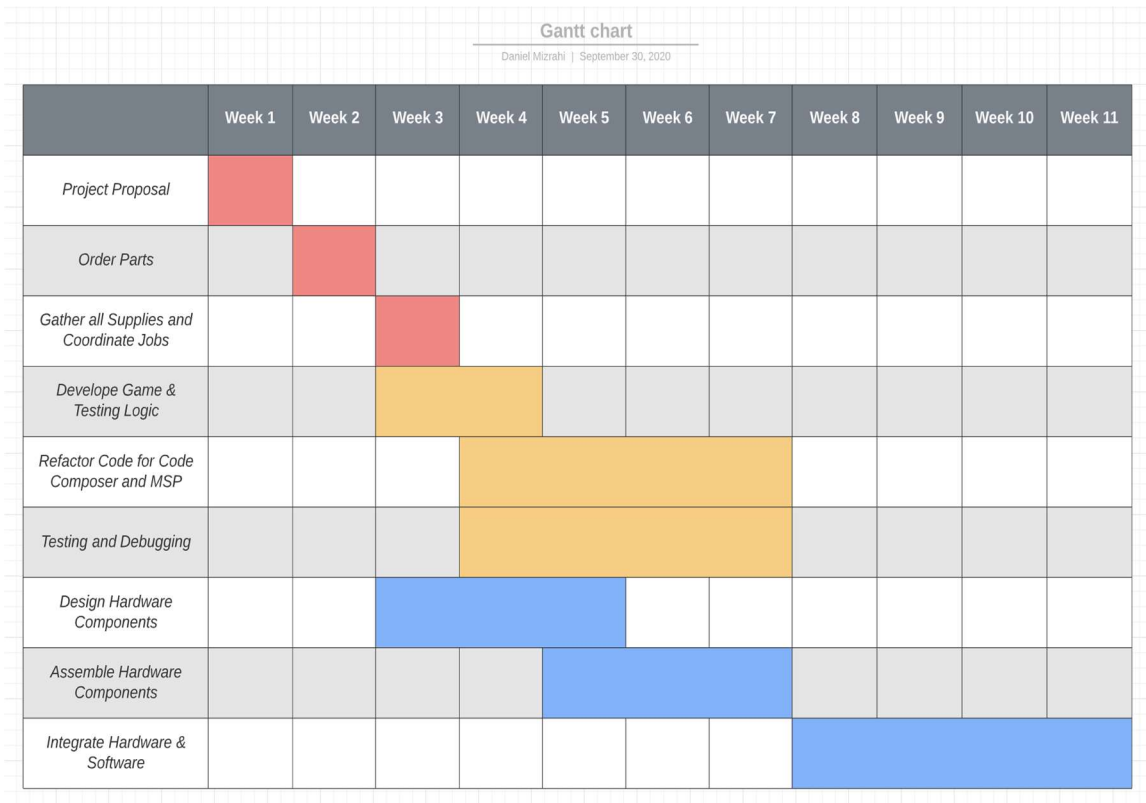 Gantt chart
Daniel Mizrahi | September 30, 2020
Week 1 Week 2 Week 3 Week 4 Week 5 Week 6 Week 7 Week 8 Week 9 Week 10 Week 11
Project Proposal
Order Parts
Gather all Supplies and
Coordinate Jobs
Develope Game &
Testing Logic
Refactor Code for Code
Composer and MSP
Testing and Debugging
Design Hardware
Components
Assemble Hardware
Components
Integrate Hardware &
Software